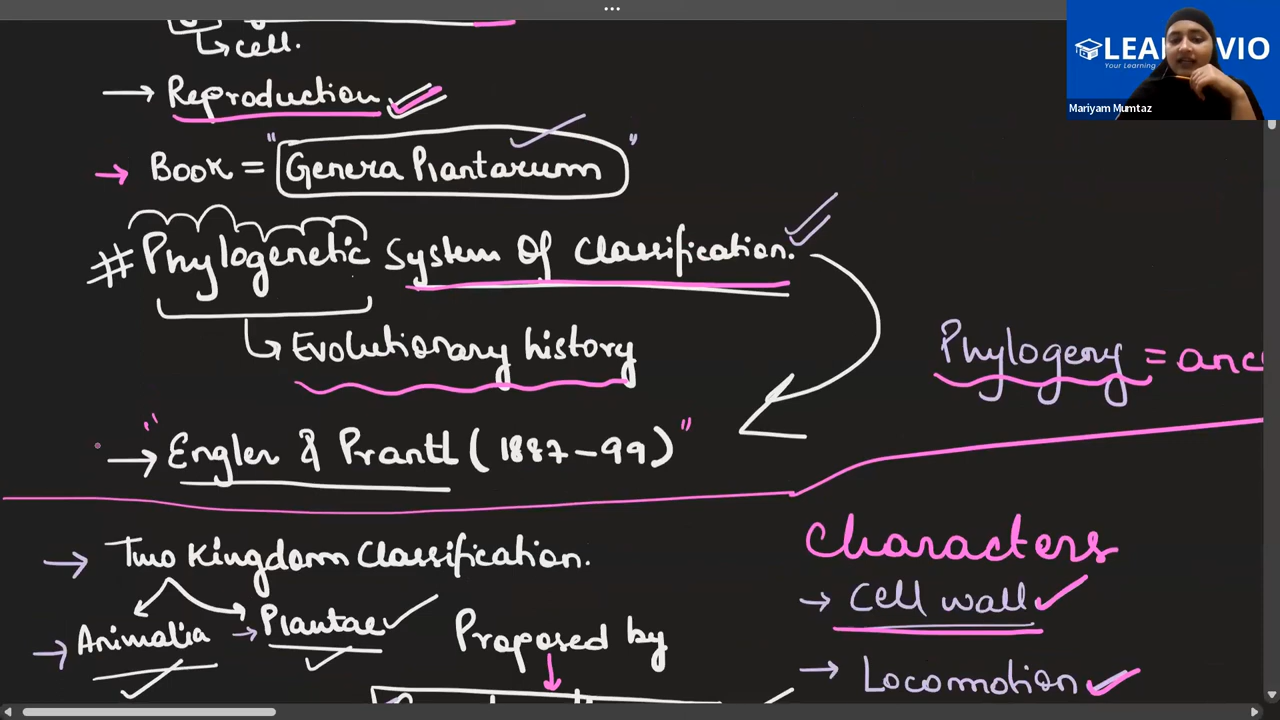 LEA VIO
Your Learning
Mariyam Mumtaz
cell.
Reproduction
Book = "Genera Plantarum"
# Phylogenetic System Of Classification.
Evolutionary history
Phylogeny = anc
"Engler & Prantl (1887-99)"
Characters
Two Kingdom Classification.
Cell wall
Animalia
Plantae
Proposed by
Locomotion